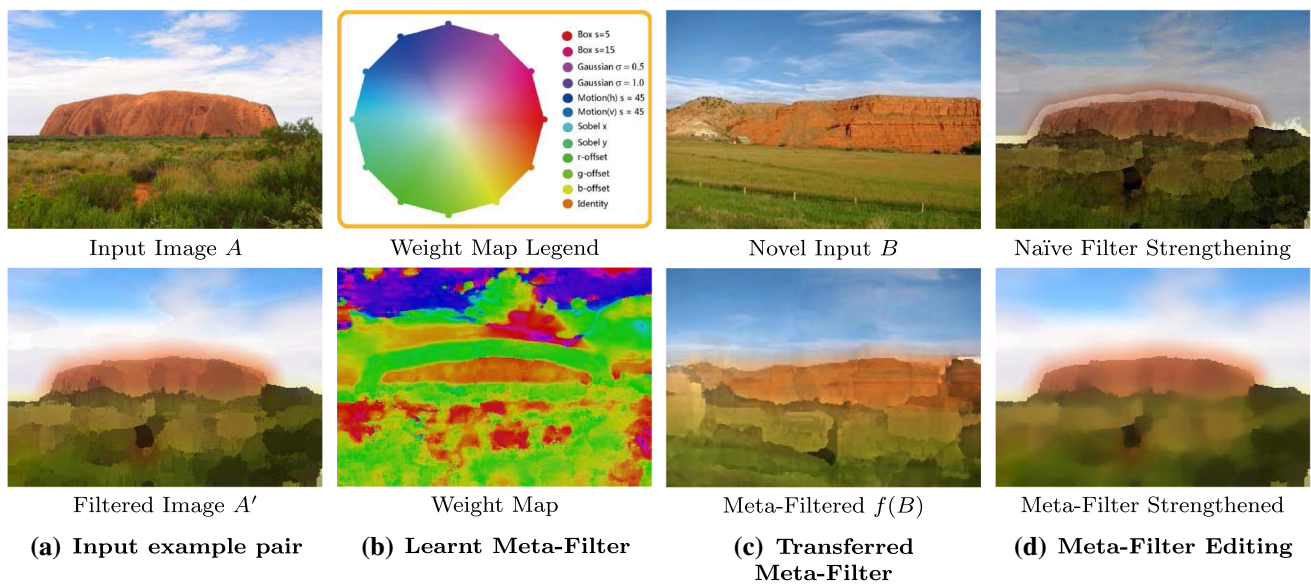 Box s=5
Box s=15
Gaussian σ = 0.5
Gaussian σ = 1.0
Motion(h) s = 45
Motion(v) s = 45
Sobel x
Sobel y
r-offset
g-offset
b-offset
Identity
Input Image A
Weight Map Legend
Novel Input B
Naïve Filter Strengthening
Filtered Image A′
Weight Map
Meta-Filtered f(B)
Meta-Filter Strengthened
(a) Input example pair
(b) Learnt Meta-Filter
(c) Transferred
Meta-Filter
(d) Meta-Filter Editing